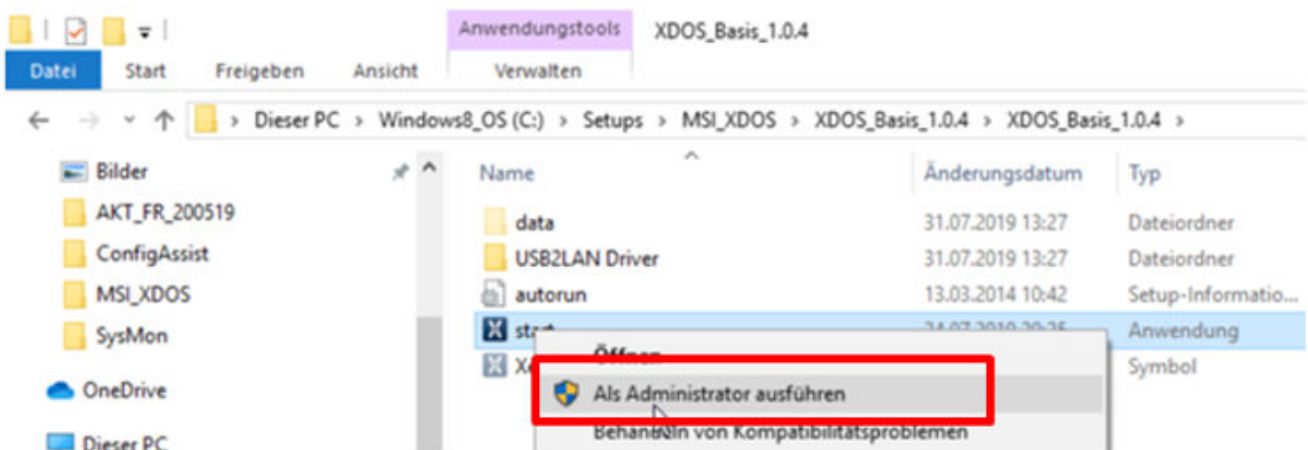 Anwendungstools XDOS_Basis_1.0.4
Datei Start Freigeben Ansicht Verwalten
Dieser PC > Windows8_OS (C:) > Setups > MSI_XDOS > XDOS_Basis_1.0.4 > XDOS_Basis_1.0.4 >
Bilder Name Änderungsdatum Typ
AKT_FR_200519 data 31.07.2019 13:27 Dateiordner
ConfigAssist USB2LAN Driver 31.07.2019 13:27 Dateiordner
MSI_XDOS autorun 13.03.2014 10:42 Setup-Informatio...
SysMon Anwendung
Öffnen Symbol
OneDrive Als Administrator ausführen
Dieser PC Behandeln von Kompatibilitätsproblemen